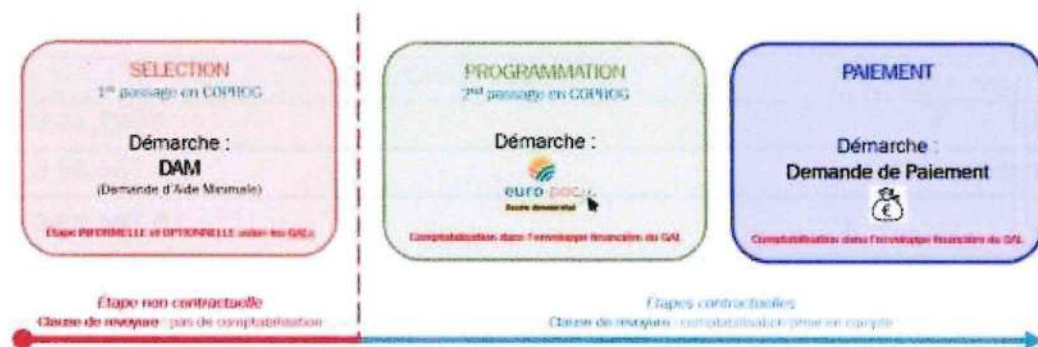 SELECTION
1er passage en COPROG
Démarche :
DAM
(Demande d'Aide Minimale)
Étape INFORMELLE et OPTIONNELLE selon les GALs
PROGRAMMATION
2nd passage en COPROG
Démarche :
euro-pac
Comptabilisation dans l'enveloppe financière du GAL
PAIEMENT
Démarche :
Demande de Paiement
€
Comptabilisation dans l'enveloppe financière du GAL
Étape non contractuelle
Clause de revoyure : pas de comptabilisation
Étapes contractuelles
Clause de revoyure : comptabilisation prise en compte